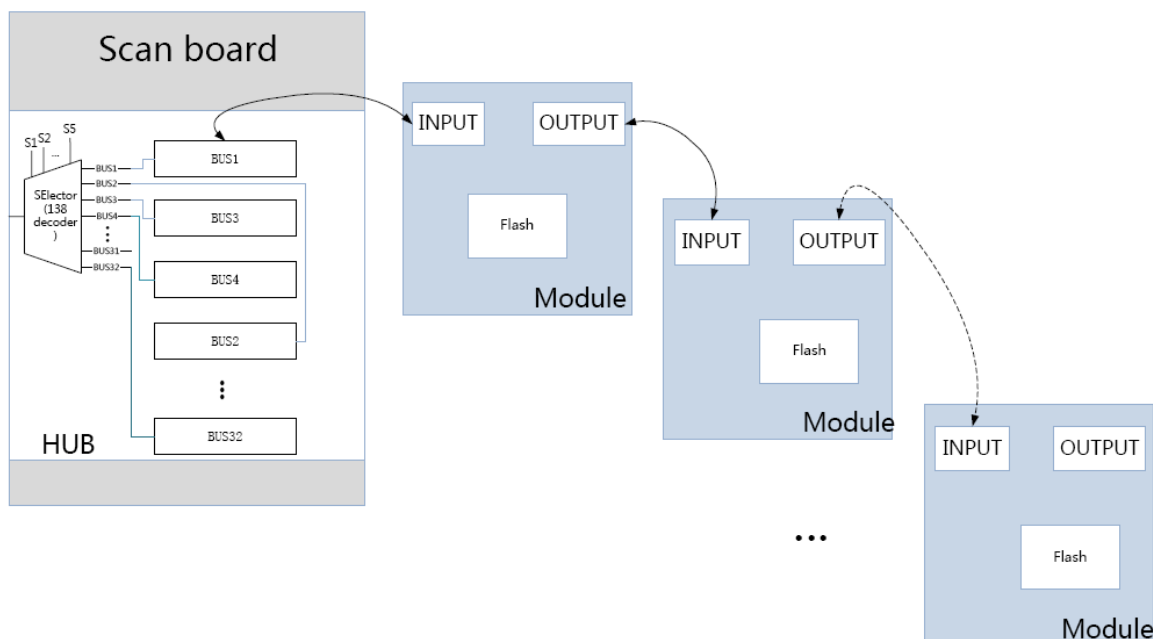 Scan board
S1
S2
...
S5
SElector
(138
decoder
)
BUS1
BUS2
BUS3
BUS4
BUS31
BUS32
BUS1
BUS3
BUS4
BUS2
BUS32
HUB
INPUT
OUTPUT
Flash
Module
INPUT
OUTPUT
Flash
Module
INPUT
OUTPUT
Flash
Module
...